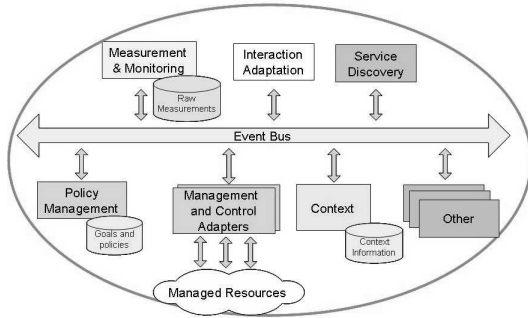 Measurement
& Monitoring
Raw
Measurements
Interaction
Adaptation
Service
Discovery
Event Bus
Policy
Management
Goals and
policies
Management
and Control
Adapters
Context
Context
Information
Other
Managed Resources